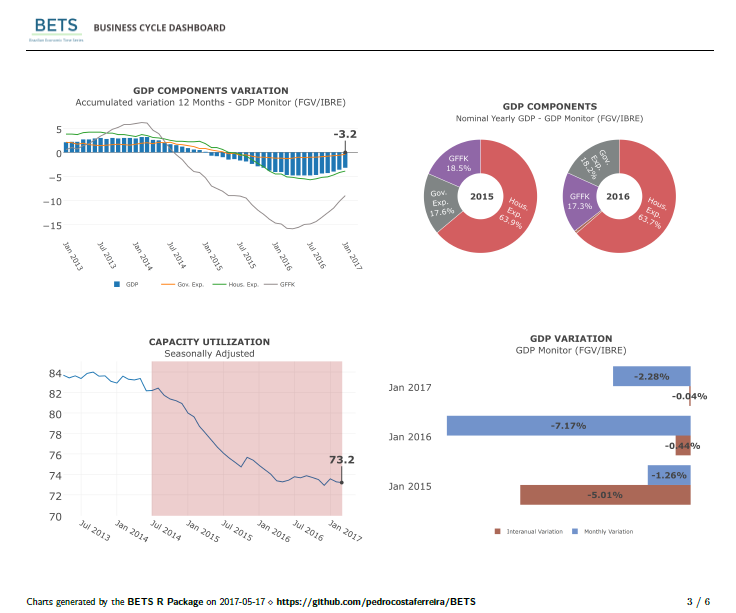 BETS
BUSINESS CYCLE DASHBOARD
GDP COMPONENTS VARIATION
Accumulated variation 12 Months - GDP Monitor (FGV/IBRE)
5
0
−5
−10
−15
-3.2
Jan 2013
Jul 2013
Jan 2014
Jul 2014
Jan 2015
Jul 2015
Jan 2016
Jul 2016
Jan 2017
GDP
Gov. Exp.
Hous. Exp.
GFFK
GDP COMPONENTS
Nominal Yearly GDP - GDP Monitor (FGV/IBRE)
GFFK
18.5%
Gov.
Exp.
17.6%
2015
Hous.
Exp.
63.9%
Gov.
Exp.
18.2%
GFFK
17.3%
2016
Hous.
Exp.
63.7%
CAPACITY UTILIZATION
Seasonally Adjusted
84
82
80
78
76
74
72
70
73.2
Jul 2013
Jan 2014
Jul 2014
Jan 2015
Jul 2015
Jan 2016
Jul 2016
Jan 2017
GDP VARIATION
GDP Monitor (FGV/IBRE)
Jan 2017
-2.28%
-0.04%
Jan 2016
-7.17%
-0.44%
Jan 2015
-1.26%
-5.01%
Interanual Variation
Monthly Variation
Charts generated by the BETS R Package on 2017-05-17 ⋄ https://github.com/pedrocostaferreira/BETS
3 / 6